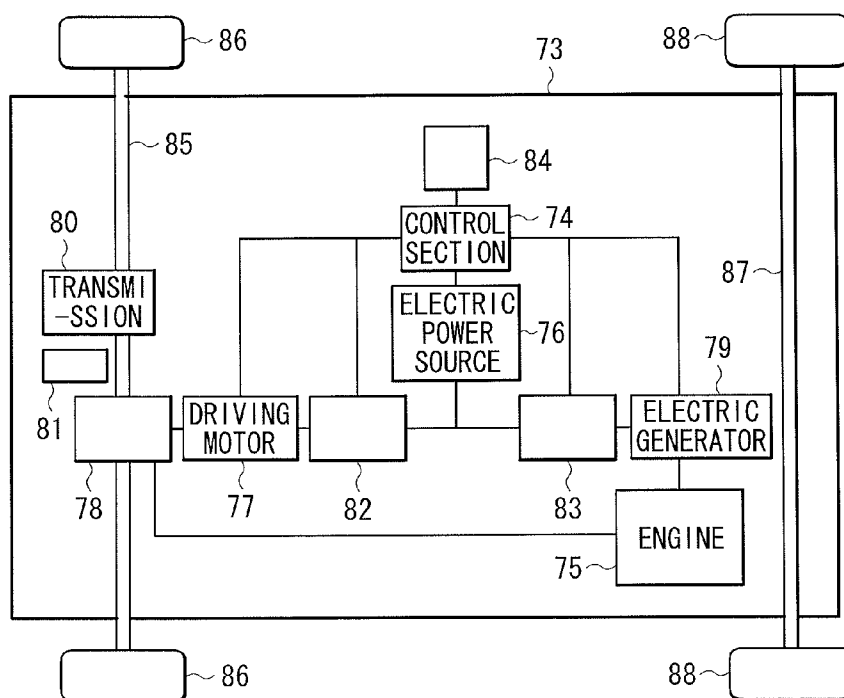 86
88
73
85
84
80
CONTROL
SECTION
74
TRANSMI
-SSION
ELECTRIC
POWER
SOURCE
76
87
79
81
DRIVING
MOTOR
ELECTRIC
GENERATOR
78
77
82
83
ENGINE
75
86
88